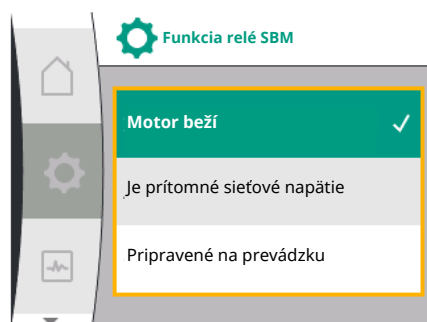 Funkcia relé SBM
Motor beží
Je prítomné sieťové napätie
Pripravené na prevádzku